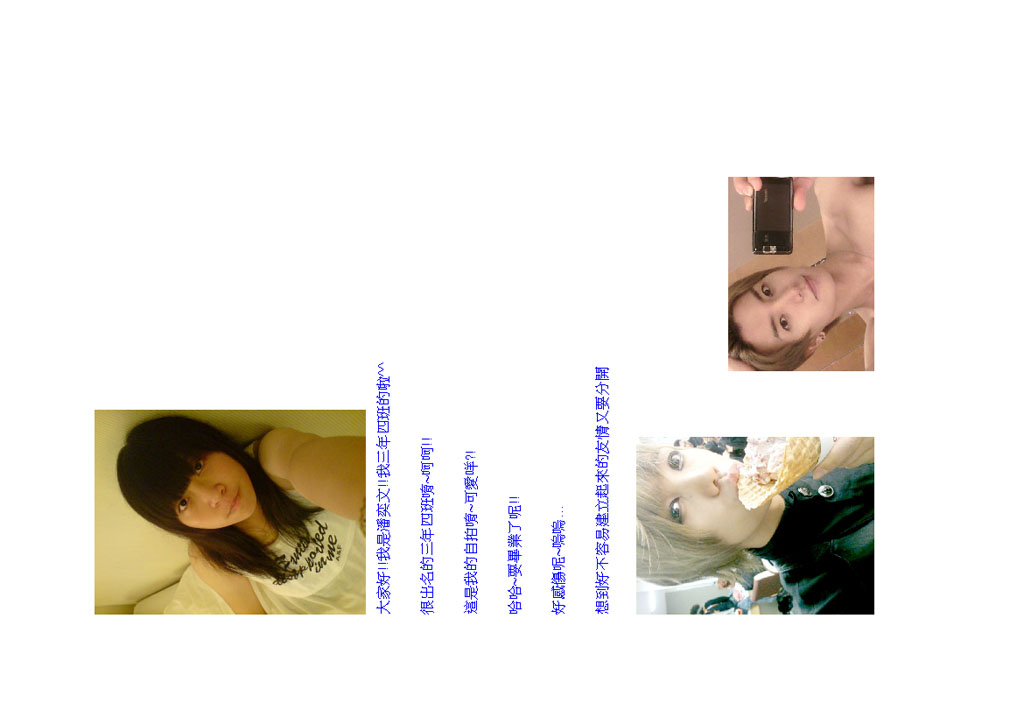 大家好!!我是潘奕文!!我三年四班的啦~~
很出名的三年四班唷~呵呵!!
這是我的自拍唷~可愛咩?!
哈哈~要畢業了呢!!
好感傷呢~嗚嗚…
想到好不容易建立起來的友情又要分開